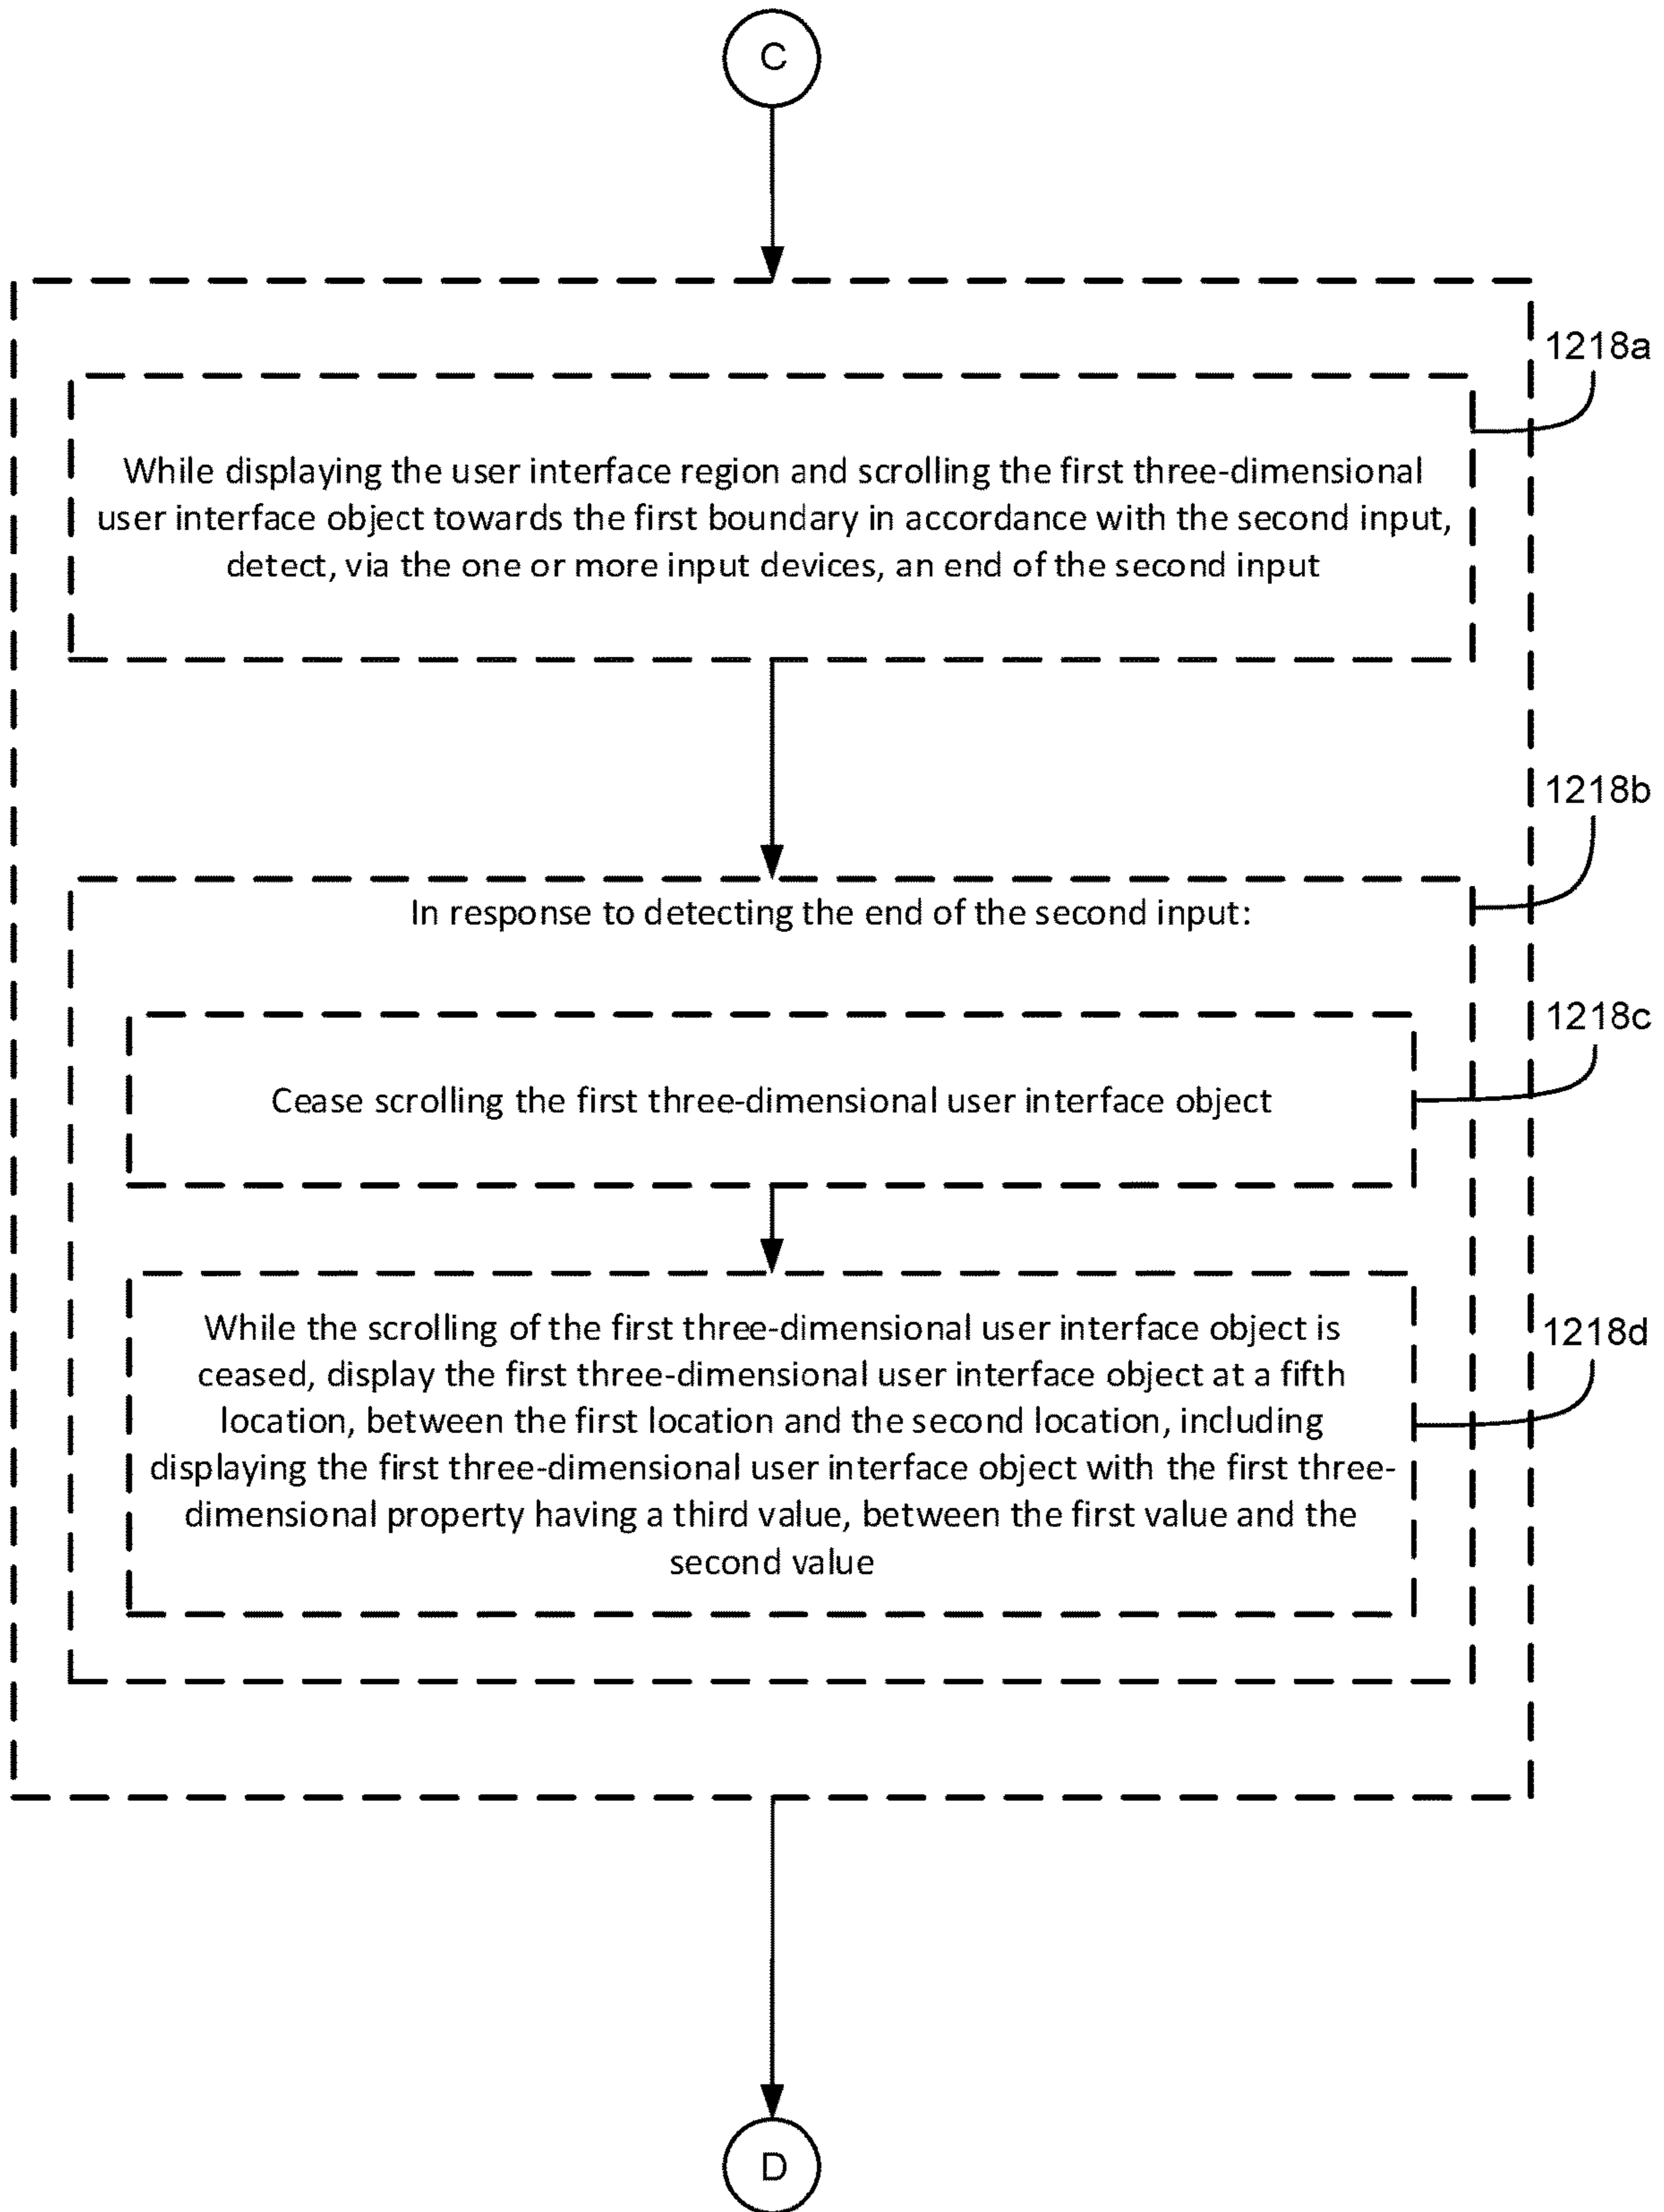 C
1218a
While displaying the user interface region and scrolling the first three-dimensional
user interface object towards the first boundary in accordance with the second input,
detect, via the one or more input devices, an end of the second input
1218b
In response to detecting the end of the second input:
1218c
Cease scrolling the first three-dimensional user interface object
1218d
While the scrolling of the first three-dimensional user interface object is
ceased, display the first three-dimensional user interface object at a fifth
location, between the first location and the second location, including
displaying the first three-dimensional user interface object with the first three-
dimensional property having a third value, between the first value and the
second value
D